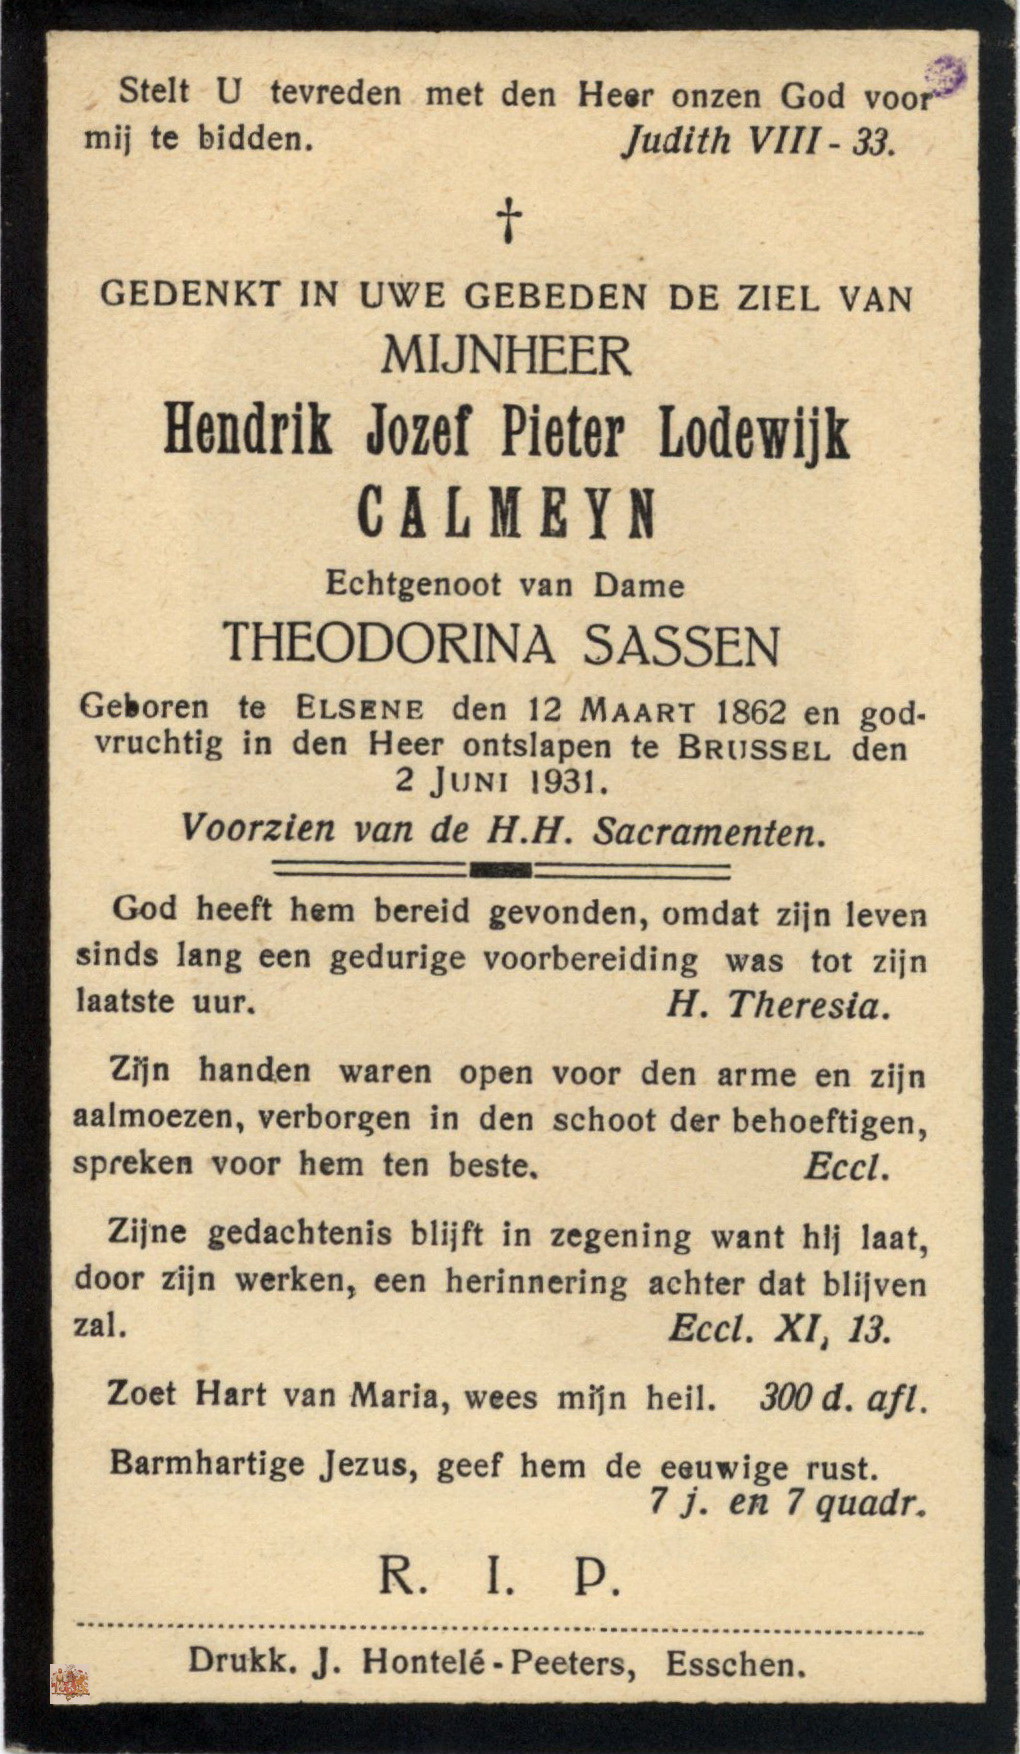 Stelt U tevreden met den Heer onzen God voor
mij te bidden. Judith VIII - 33.
†
GEDENKT IN UWE GEBEDEN DE ZIEL VAN
MIJNHEER
Hendrik Jozef Pieter Lodewijk
CALMEYN
Echtgenoot van Dame
THEODORINA SASSEN
Geboren te ELSENE den 12 MAART 1862 en god-
vruchtig in den Heer ontslapen te BRUSSEL den
2 JUNI 1931.
Voorzien van de H.H. Sacramenten.
God heeft hem bereid gevonden, omdat zijn leven
sinds lang een gedurige voorbereiding was tot zijn
laatste uur. H. Theresia.
Zijn handen waren open voor den arme en zijn
aalmoezen, verborgen in den schoot der behoeftigen,
spreken voor hem ten beste. Eccl.
Zijne gedachtenis blijft in zegening want hij laat,
door zijn werken, een herinnering achter dat blijven
zal. Eccl. XI, 13.
Zoet Hart van Maria, wees mijn heil. 300 d. afl.
Barmhartige Jezus, geef hem de eeuwige rust.
7 j. en 7 quadr.
R. I. P.
Drukk. J. Hontelé-Peeters, Esschen.